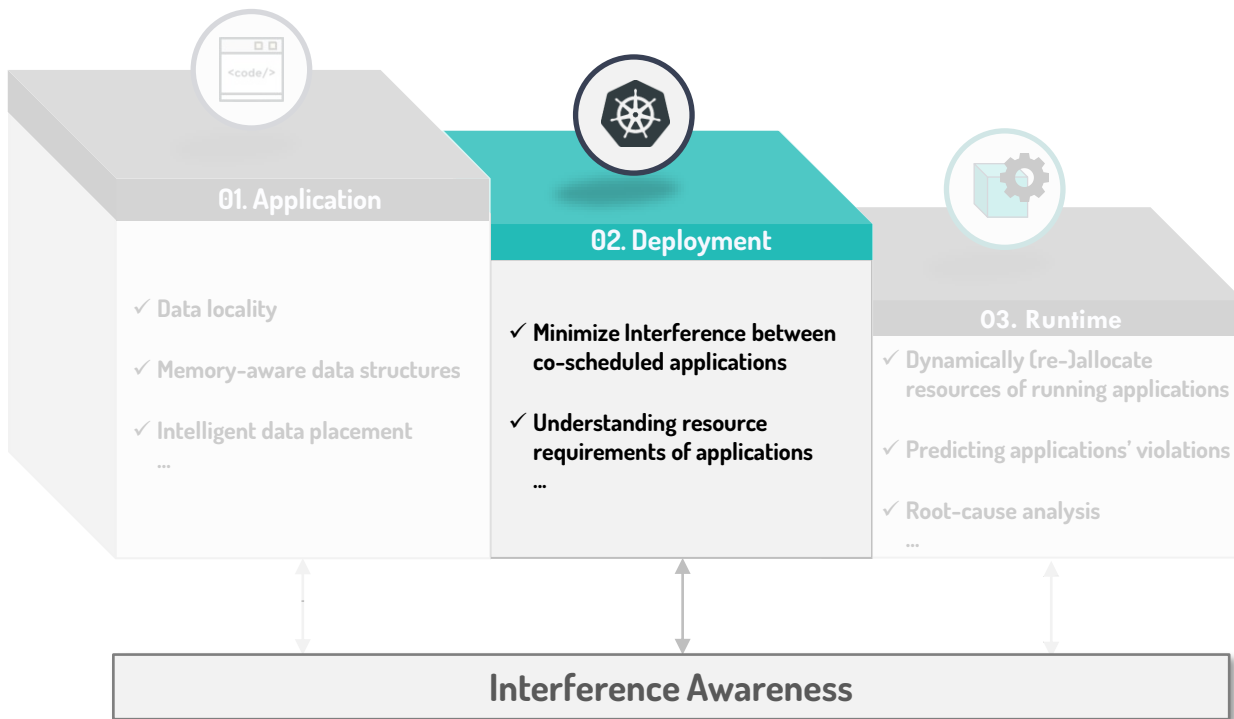 <code/>
01. Application
✓ Data locality
✓ Memory-aware data structures
✓ Intelligent data placement
...
02. Deployment
✓ Minimize Interference between
co-scheduled applications
✓ Understanding resource
requirements of applications
...
03. Runtime
✓ Dynamically (re-)allocate
resources of running applications
✓ Predicting applications' violations
✓ Root-cause analysis
...
Interference Awareness